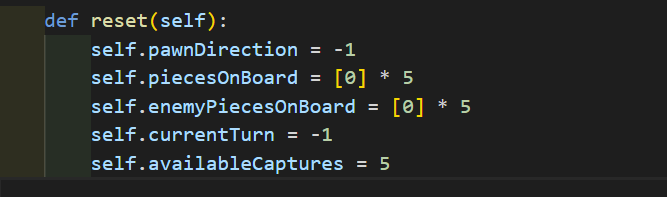 def reset(self):
    self.pawnDirection = -1
    self.piecesOnBoard = [0] * 5
    self.enemyPiecesOnBoard = [0] * 5
    self.currentTurn = -1
    self.availableCaptures = 5